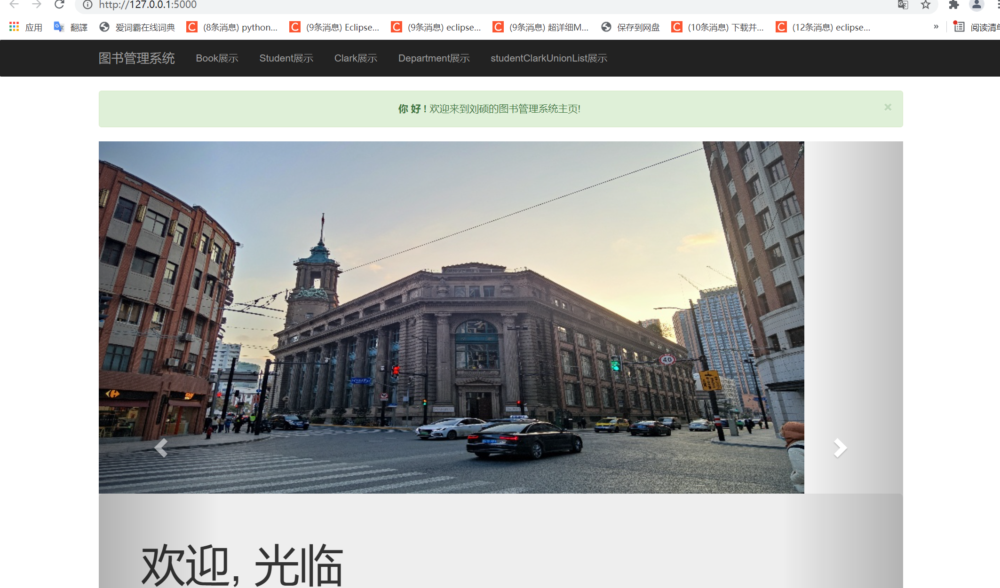 http://127.0.0.1:5000
应用 翻譯 爱词霸在线词典 (8条消息) python... (9条消息) Eclipse... (9条消息) eclipse... (9条消息) 超详细M... 保存到网盘 (10条消息) 下载并... (12条消息) eclipse... » 阅读清单
图书管理系统 Book展示 Student展示 Clark展示 Department展示 studentClarkUnionList展示
你 好 ! 欢迎来到刘硕的图书管理系统主页! ×
40
欢迎, 光临